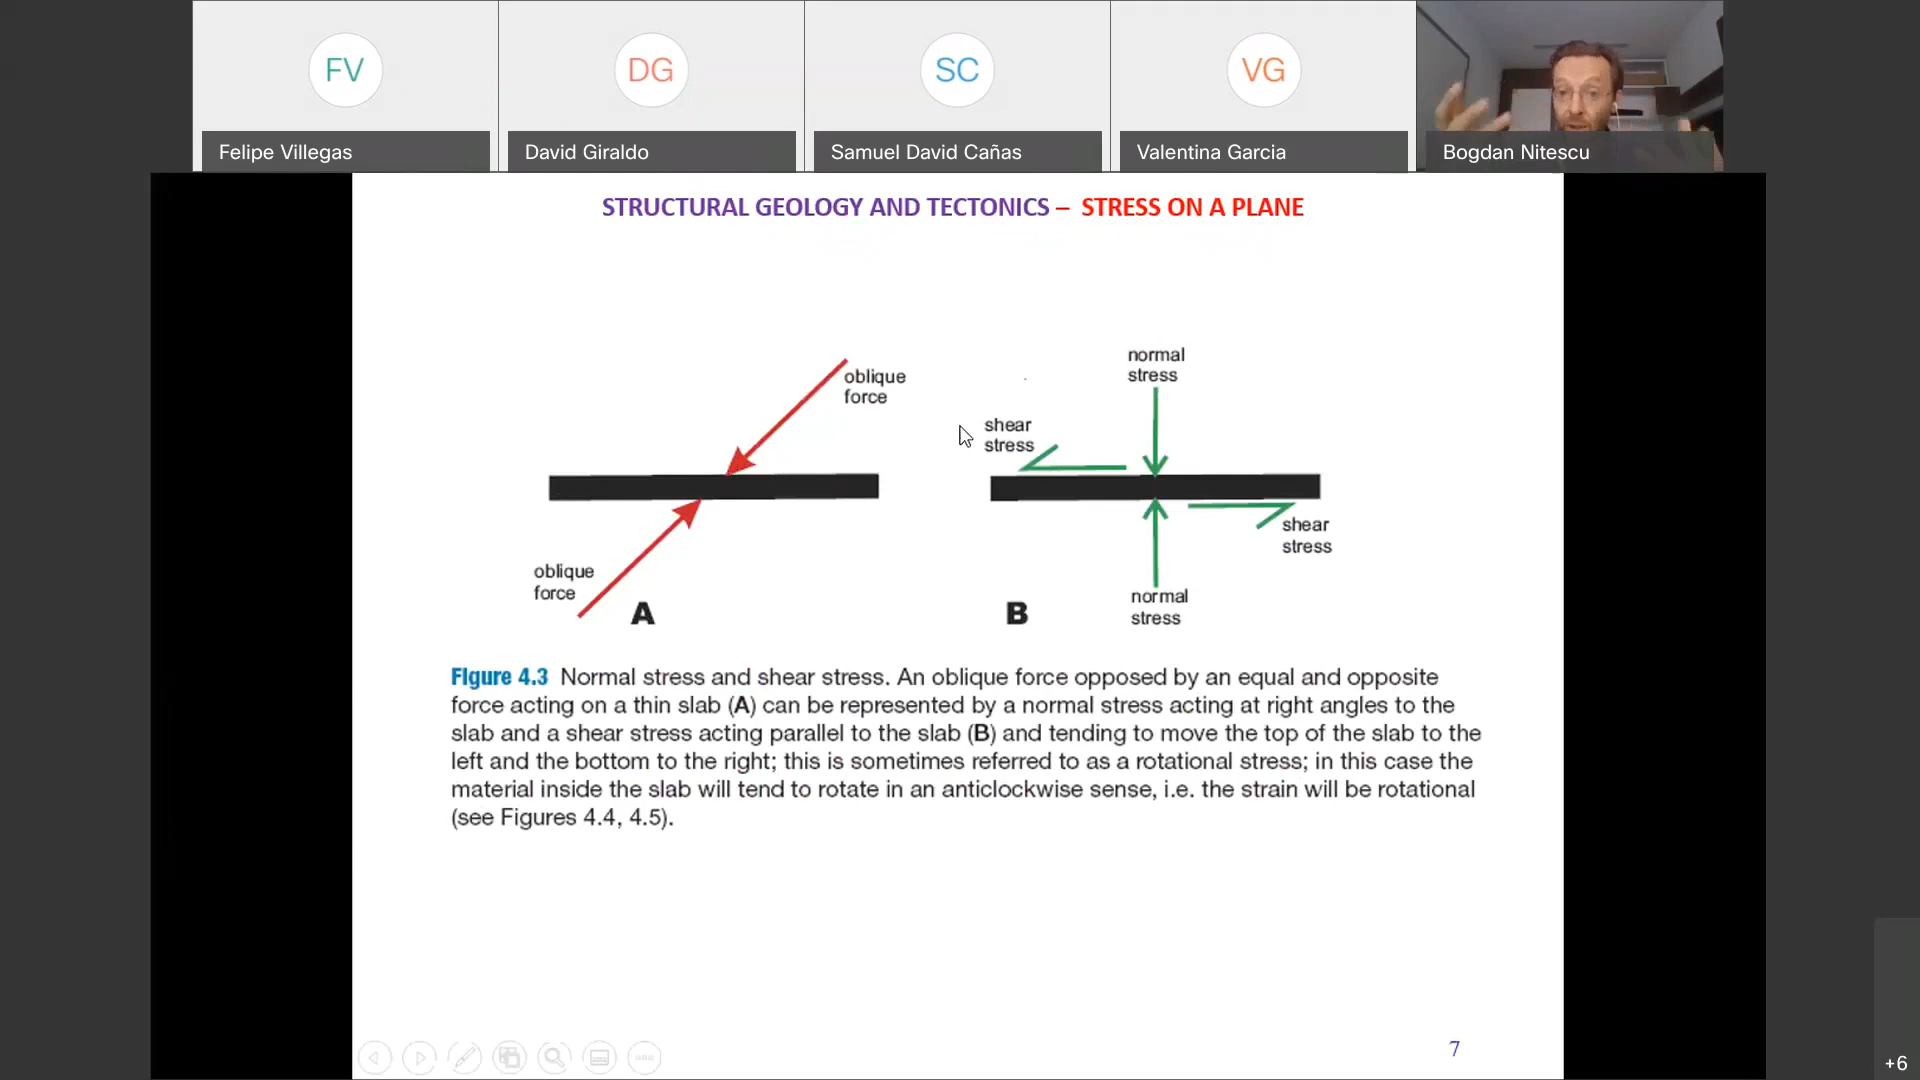 FV
DG
SC
VG
Felipe Villegas
David Giraldo
Samuel David Cañas
Valentina Garcia
Bogdan Nitescu
STRUCTURAL GEOLOGY AND TECTONICS – STRESS ON A PLANE
oblique
force
oblique
force
A
normal
stress
shear
stress
shear
stress
normal
stress
B
Figure 4.3 Normal stress and shear stress. An oblique force opposed by an equal and opposite
force acting on a thin slab (A) can be represented by a normal stress acting at right angles to the
slab and a shear stress acting parallel to the slab (B) and tending to move the top of the slab to the
left and the bottom to the right; this is sometimes referred to as a rotational stress; in this case the
material inside the slab will tend to rotate in an anticlockwise sense, i.e. the strain will be rotational
(see Figures 4.4, 4.5).
7
+6